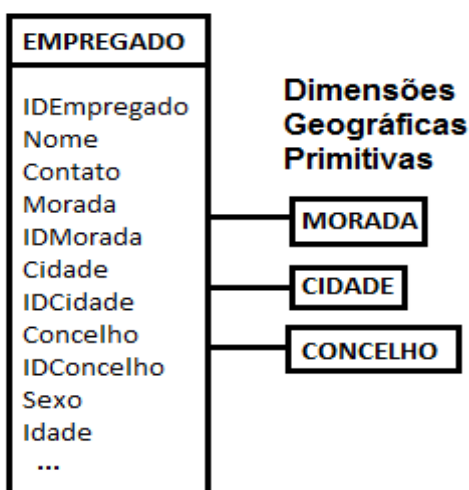 EMPREGADO
IDEmpregado
Nome
Contato
Morada
IDMorada
Cidade
IDCidade
Concelho
IDConcelho
Sexo
Idade
...
Dimensões
Geográficas
Primitivas
MORADA
CIDADE
CONCELHO